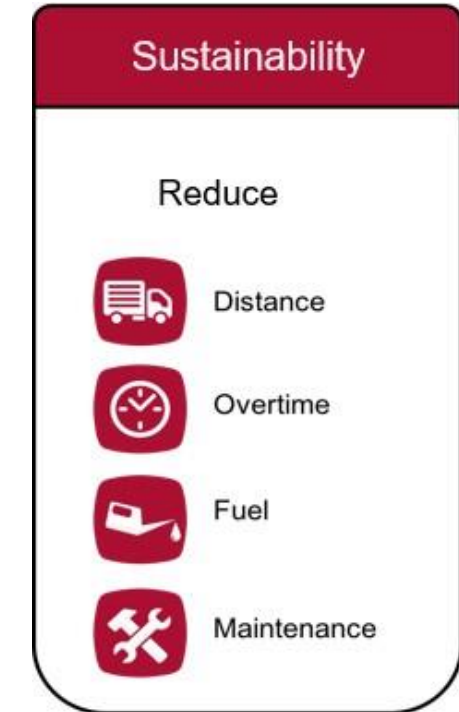 Sustainability
Reduce
Distance
Overtime
Fuel
Maintenance